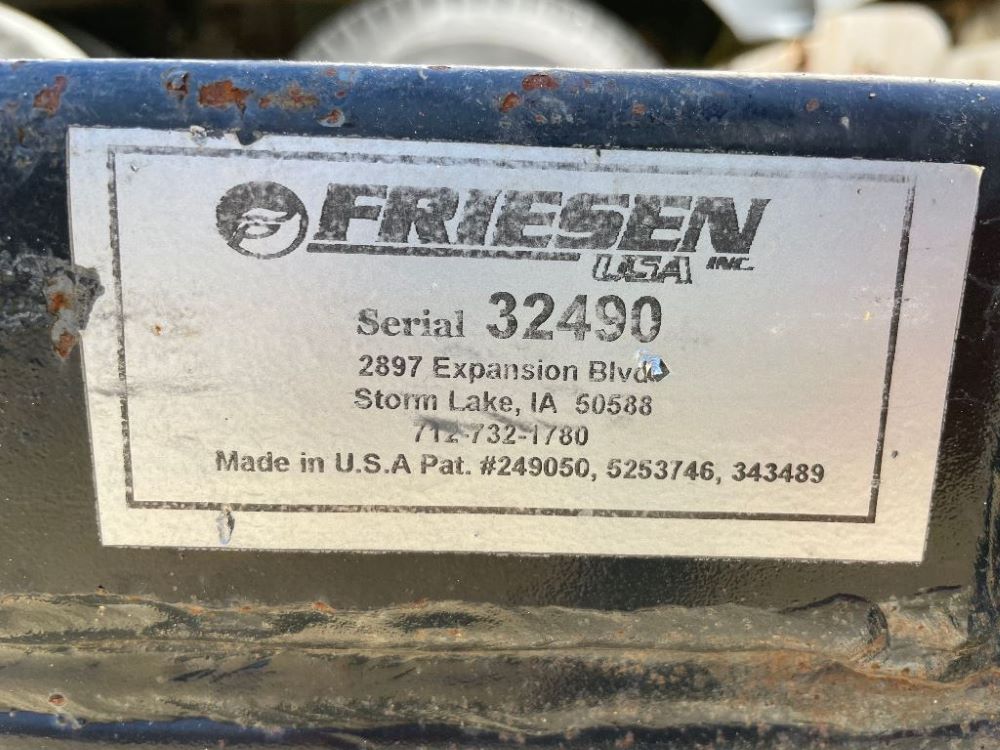 FRIESEN
USA INC.
Serial 32490
2897 Expansion Blvd
Storm Lake, IA 50588
712-732-1780
Made in U.S.A Pat. #249050, 5253746, 343489